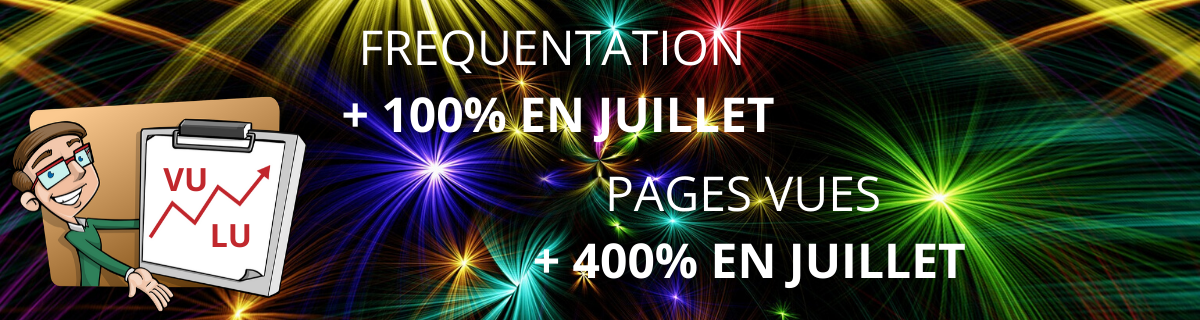 FREQUENTATION
+ 100% EN JUILLET
VU
LU
PAGES VUES
+ 400% EN JUILLET